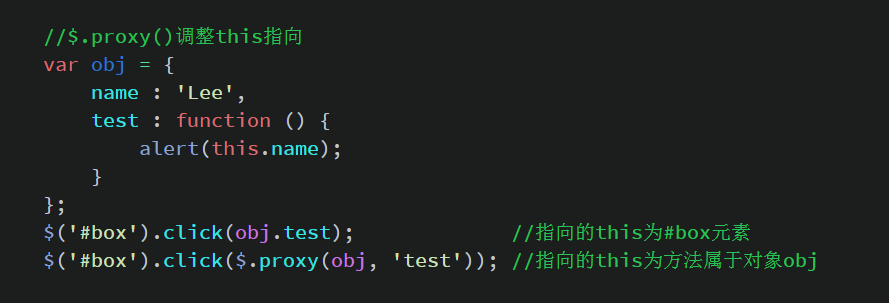 //$.proxy()调整this指向
var obj = {
    name : 'Lee',
    test : function () {
        alert(this.name);
    }
};
$('#box').click(obj.test);             //指向的this为#box元素
$('#box').click($.proxy(obj, 'test')); //指向的this为方法属于对象obj